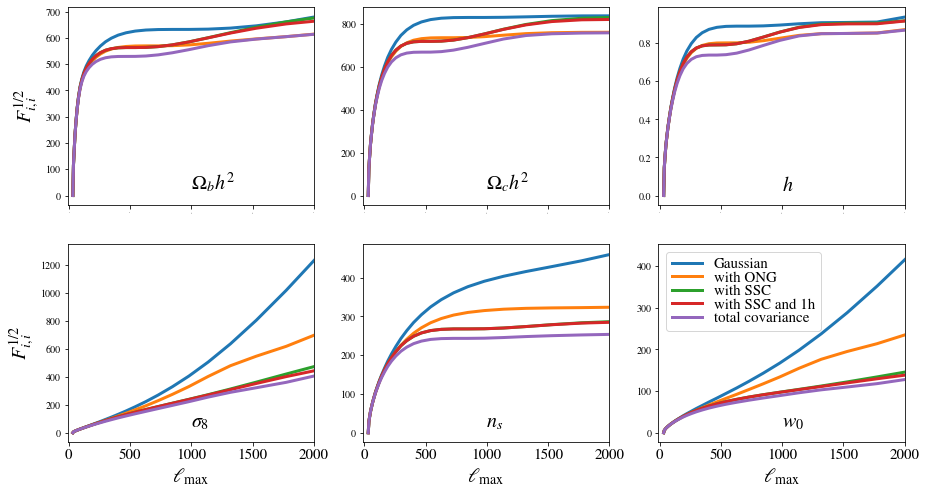 700
600
500
400
300
200
100
0
F_{i,i}^{1/2}
Ω_b h²
800
600
400
200
0
Ω_c h²
0.8
0.6
0.4
0.2
0.0
h
1200
1000
800
600
400
200
0
F_{i,i}^{1/2}
σ_8
0 500 1000 1500 2000
ℓ_max
400
300
200
100
0
n_s
0 500 1000 1500 2000
ℓ_max
400
300
200
100
0
Gaussian
with ONG
with SSC
with SSC and 1h
total covariance
w_0
0 500 1000 1500 2000
ℓ_max